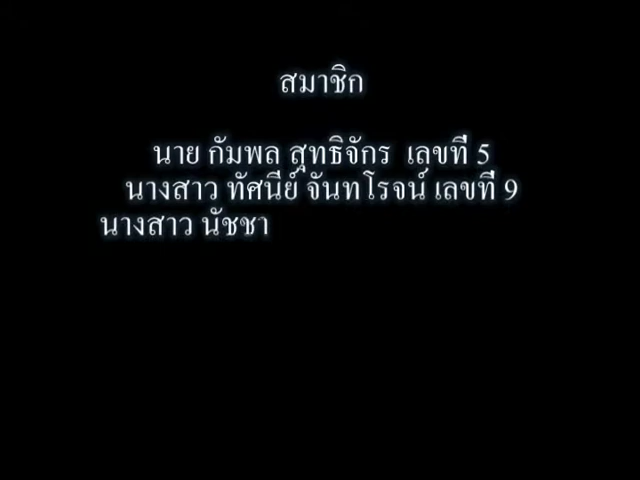 สมาชิก
นาย กัมพล สุทธิจักร เลขที่ 5
นางสาว ทัศนีย์ จันทโรจน์ เลขที่ 9
นางสาว นัชชา